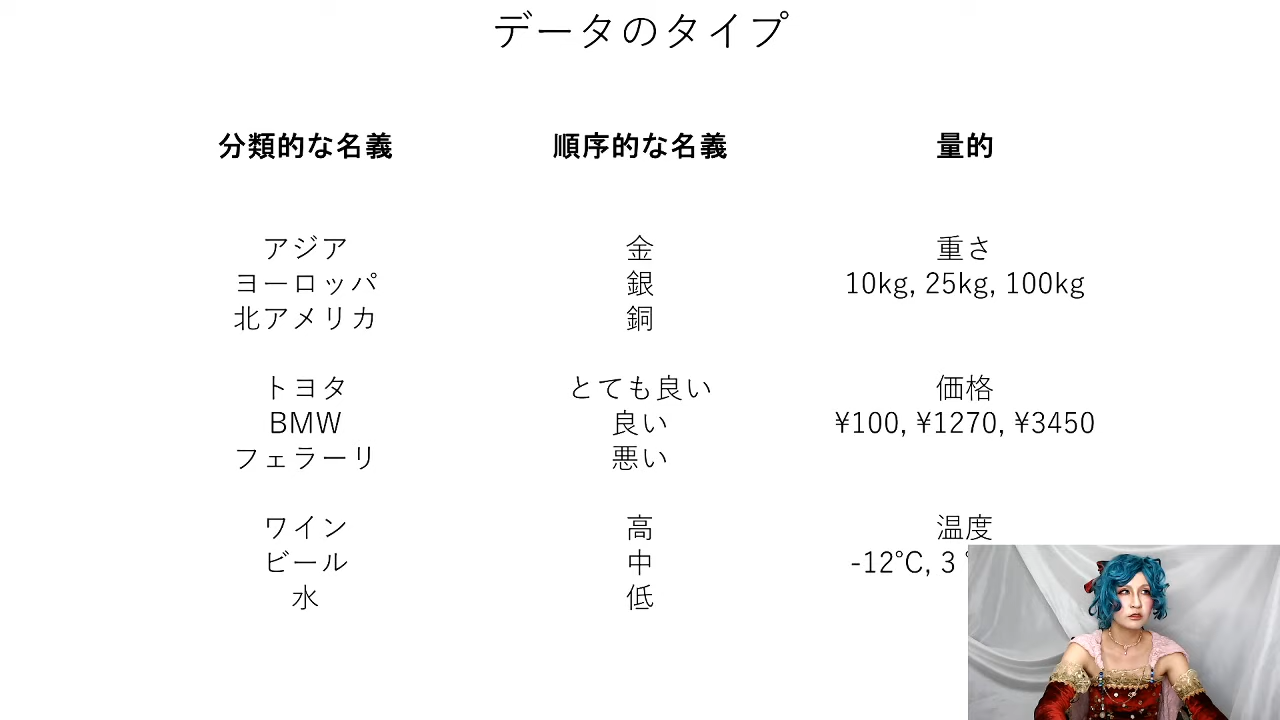 データのタイプ
分類的な名義
アジア
ヨーロッパ
北アメリカ
トヨタ
BMW
フェラーリ
ワイン
ビール
水
順序的な名義
金
銀
銅
とても良い
良い
悪い
高
中
低
量的
重さ
10kg, 25kg, 100kg
価格
¥100, ¥1270, ¥3450
温度
-12℃, 3